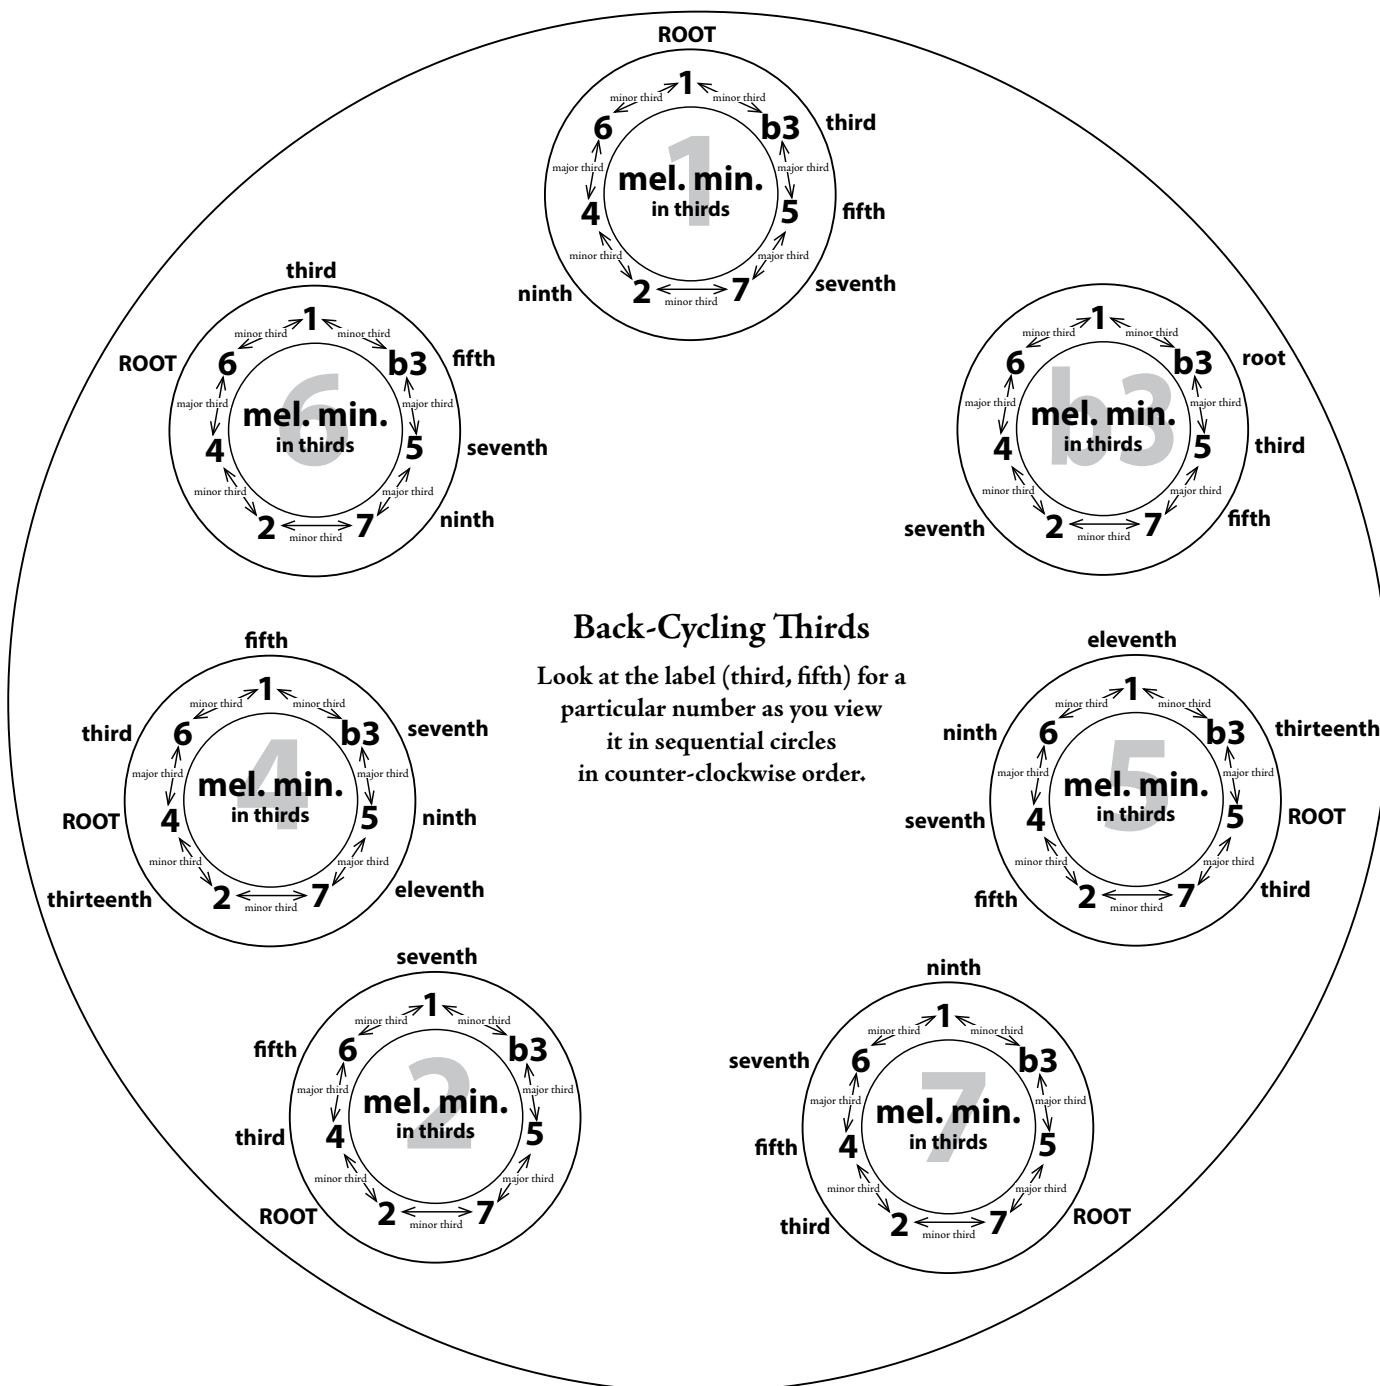 ROOT
1
minor third
minor third
6
b3
third
major third
1
major third
mel. min.
in thirds
4
5
fifth
minor third
major third
ninth
2
7
seventh
minor third
third
1
minor third
minor third
ROOT
6
b3
fifth
major third
6
major third
mel. min.
in thirds
4
5
seventh
minor third
major third
2
7
ninth
minor third
1
minor third
minor third
6
b3
root
major third
b3
major third
mel. min.
in thirds
4
5
third
minor third
major third
seventh
2
7
fifth
minor third
Back-Cycling Thirds
Look at the label (third, fifth) for a
particular number as you view
it in sequential circles
in counter-clockwise order.
fifth
1
minor third
minor third
third
6
b3
seventh
major third
4
major third
mel. min.
in thirds
ROOT
4
5
ninth
minor third
major third
thirteenth
2
7
eleventh
minor third
eleventh
1
minor third
minor third
ninth
6
b3
thirteenth
major third
5
major third
mel. min.
in thirds
seventh
4
5
ROOT
minor third
major third
fifth
2
7
third
minor third
seventh
1
minor third
minor third
fifth
6
b3
major third
2
major third
mel. min.
in thirds
third
4
5
minor third
major third
ROOT
2
7
minor third
ninth
1
minor third
minor third
seventh
6
b3
major third
7
major third
mel. min.
in thirds
fifth
4
5
minor third
major third
third
2
7
ROOT
minor third